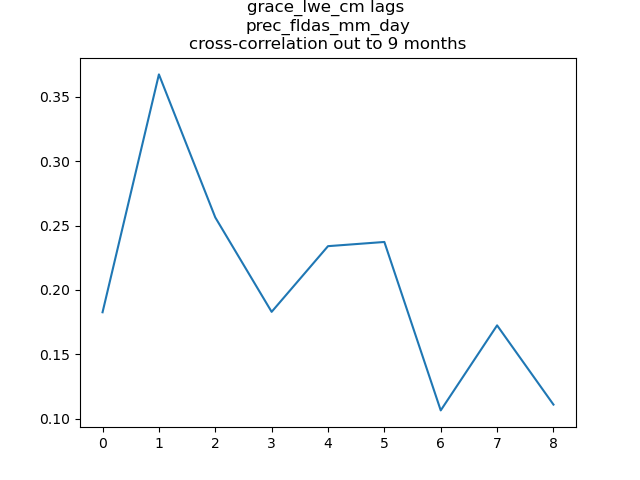 grace_lwe_cm lags
prec_fldas_mm_day
cross-correlation out to 9 months
0.35
0.30
0.25
0.20
0.15
0.10
0 1 2 3 4 5 6 7 8